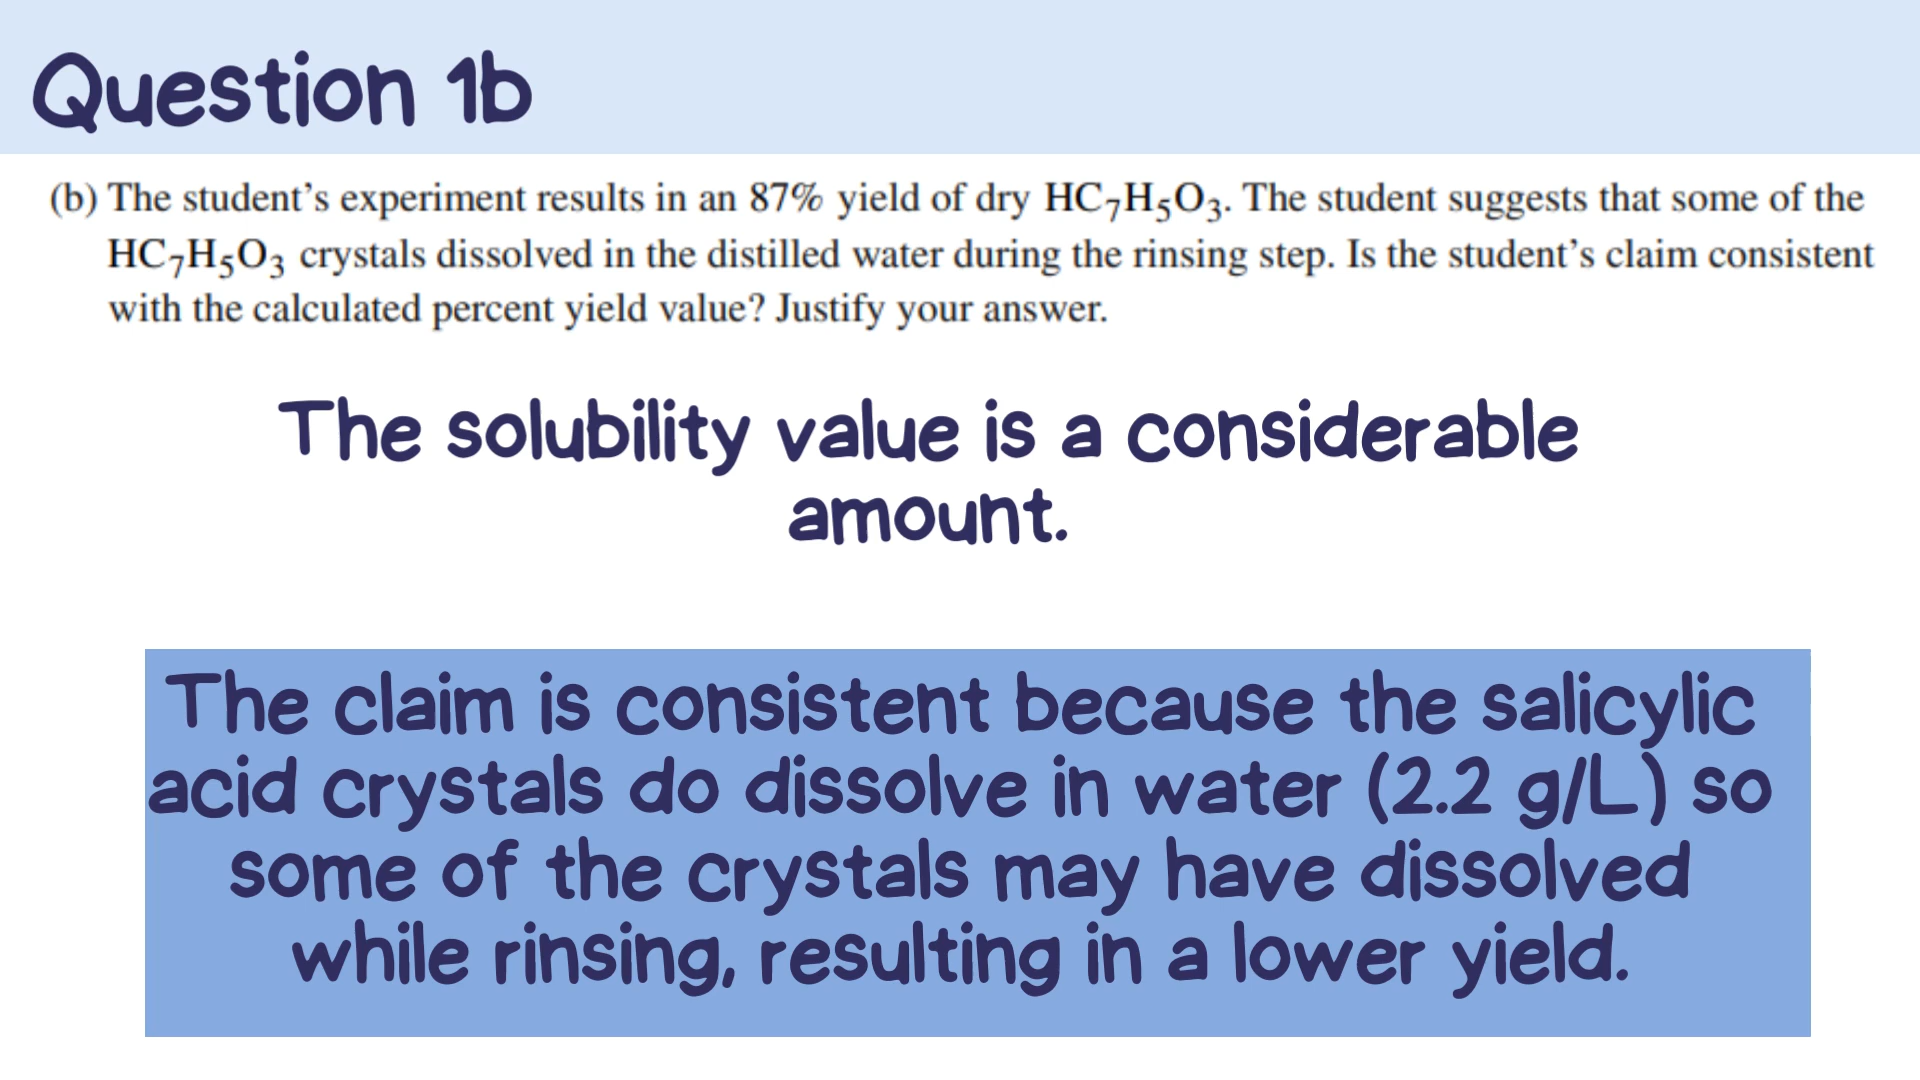 Question 1b
(b) The student's experiment results in an 87% yield of dry HC₇H₅O₃. The student suggests that some of the
HC₇H₅O₃ crystals dissolved in the distilled water during the rinsing step. Is the student's claim consistent
with the calculated percent yield value? Justify your answer.
The solubility value is a considerable
amount.
The claim is consistent because the salicylic
acid crystals do dissolve in water (2.2 g/L) so
some of the crystals may have dissolved
while rinsing, resulting in a lower yield.